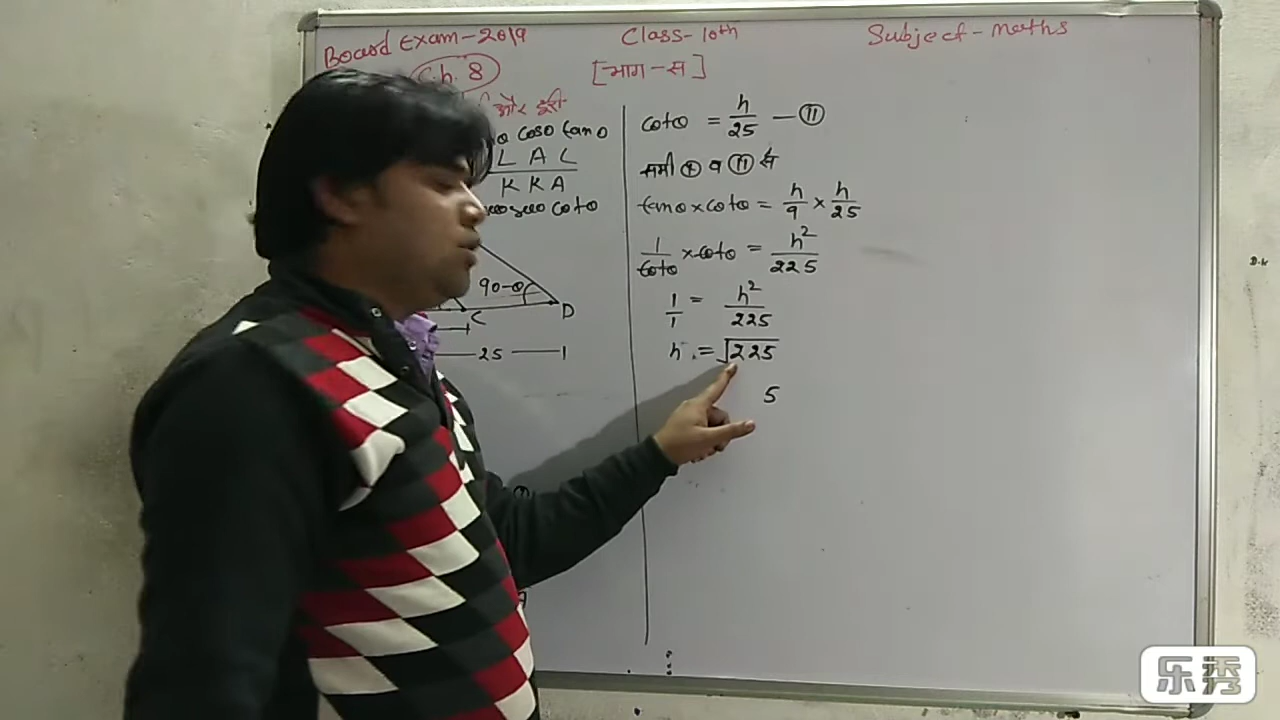 Board Exam-2019 Class-10th Subject-maths
Ch. 8 [भाग-स]
और दूरी
cosθ tanθ
L A L
K K A
cotθ
90-θ
C D
25
cotθ = h/25 — (II)
समी (I) व (II) से
tanθ×cotθ = h/9 × h/25
1/cotθ × cotθ = h²/225
1/1 = h²/225
h = √225
5
乐秀